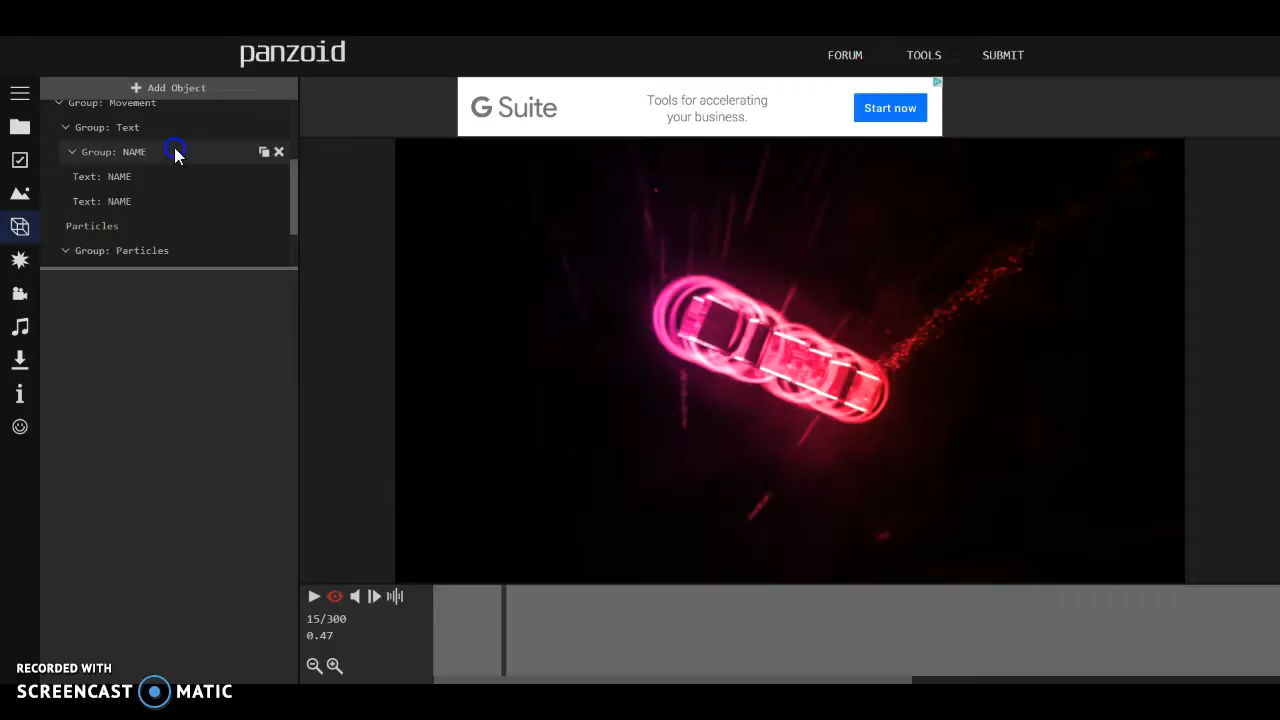 panzoid
FORUM
TOOLS
SUBMIT
Add Object
Group: Movement
Group: Text
Group: NAME
Text: NAME
Text: NAME
Particles
Group: Particles
G Suite
Tools for accelerating
your business.
Start now
15/300
0.47
RECORDED WITH
SCREENCAST MATIC